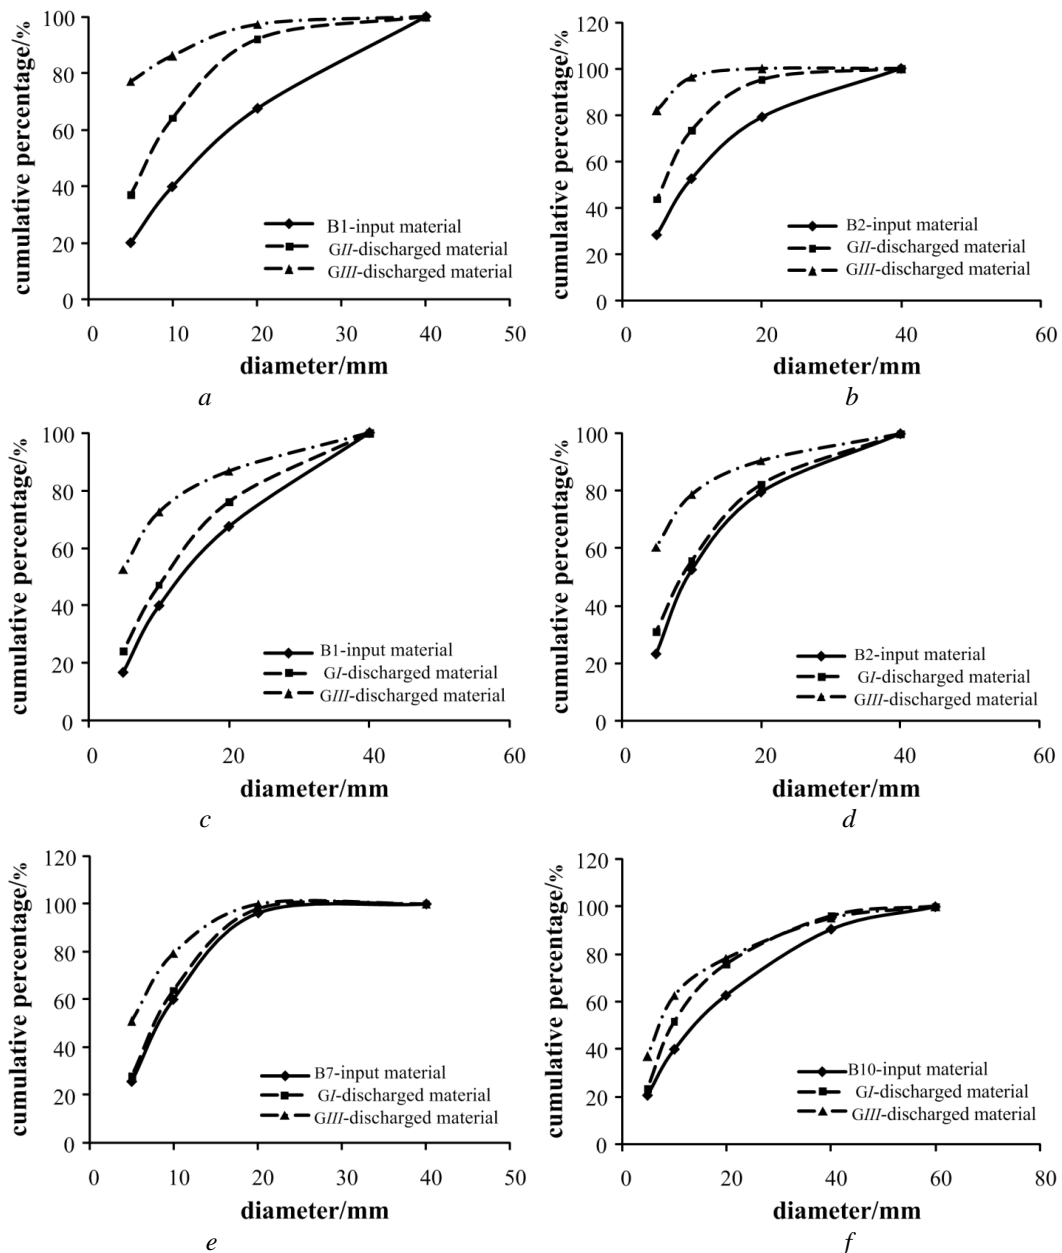 cumulative percentage/%
100
80
60
40
20
0
B1-input material
GII-discharged material
GIII-discharged material
0 10 20 30 40 50
diameter/mm
a
cumulative percentage/%
120
100
80
60
40
20
0
B2-input material
GII-discharged material
GIII-discharged material
0 20 40 60
diameter/mm
b
cumulative percentage/%
100
80
60
40
20
0
B1-input material
GI-discharged material
GIII-discharged material
0 20 40 60
diameter/mm
c
cumulative percentage/%
100
80
60
40
20
0
B2-input material
GI-discharged material
GIII-discharged material
0 20 40 60
diameter/mm
d
cumulative percentage/%
120
100
80
60
40
20
0
B7-input material
GI-discharged material
GIII-discharged material
0 10 20 30 40 50
diameter/mm
e
cumulative percentage/%
120
100
80
60
40
20
0
B10-input material
GI-discharged material
GIII-discharged material
0 20 40 60 80
diameter/mm
f